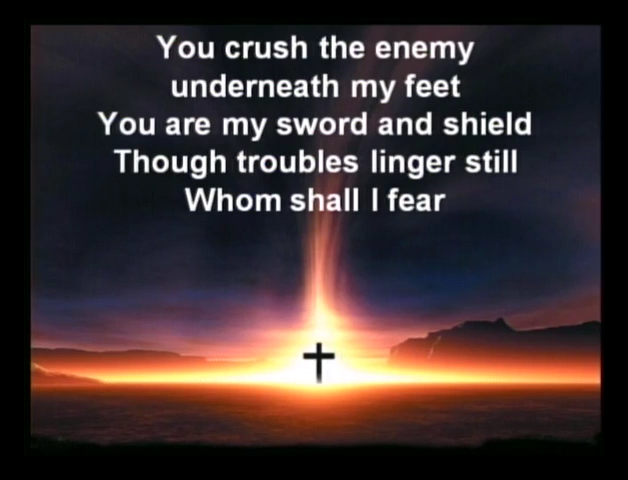 You crush the enemy
underneath my feet
You are my sword and shield
Though troubles linger still
Whom shall I fear